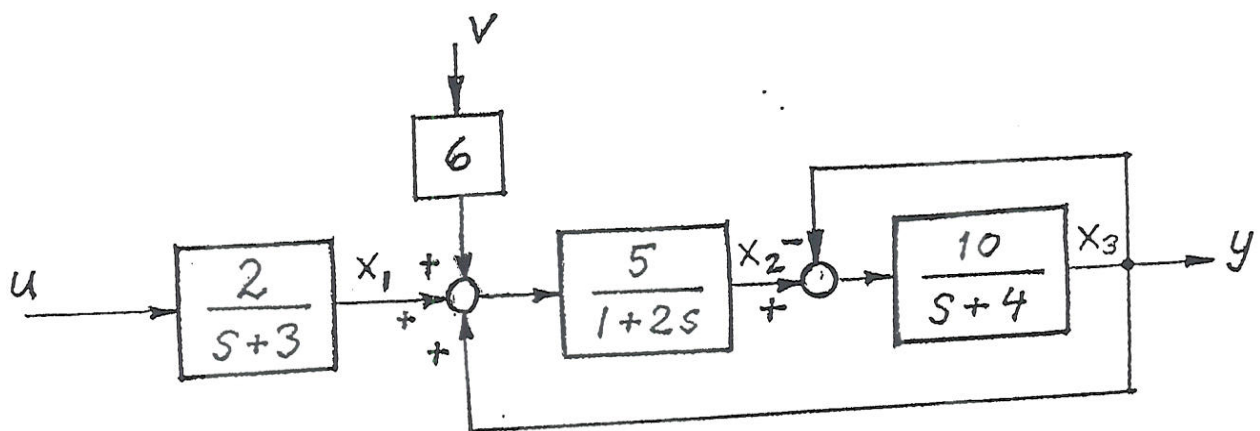 v
6
u
2
s+3
x₁
+
+
+
5
1+2s
x₂
-
+
10
s+4
x₃
y